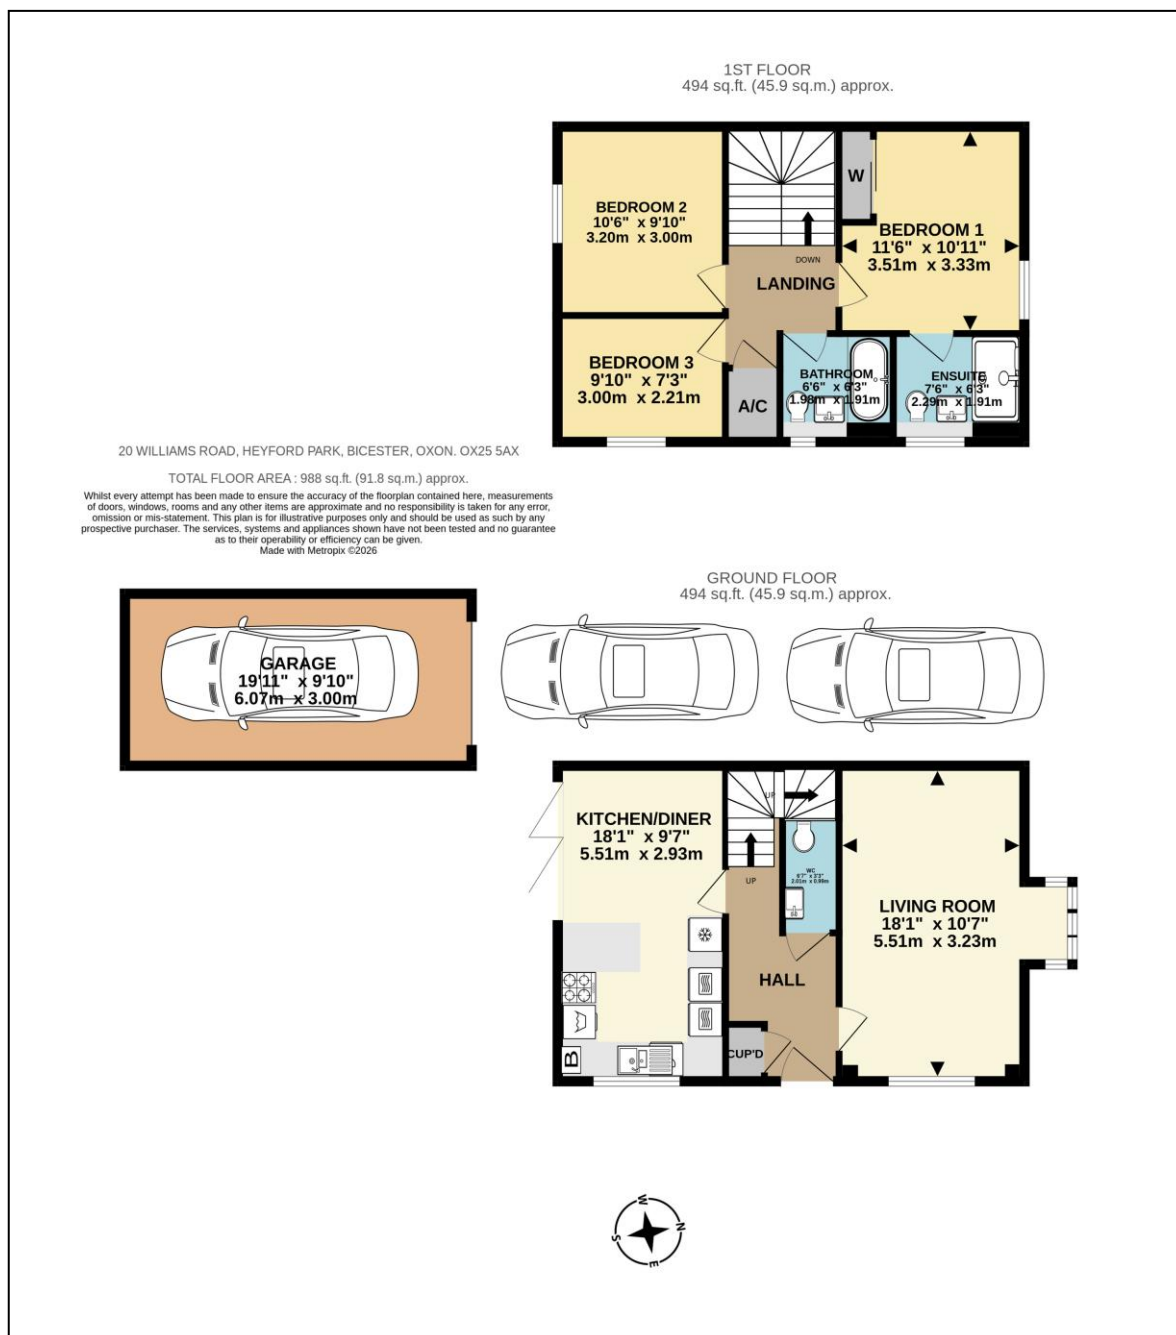 1ST FLOOR
494 sq.ft. (45.9 sq.m.) approx.
BEDROOM 2
10'6" x 9'10"
3.20m x 3.00m
W
BEDROOM 1
11'6" x 10'11"
3.51m x 3.33m
DOWN
LANDING
BEDROOM 3
9'10" x 7'3"
3.00m x 2.21m
A/C
BATHROOM
6'6" x 6'3"
1.98m x 1.91m
ENSUITE
7'6" x 6'3"
2.29m x 1.91m
20 WILLIAMS ROAD, HEYFORD PARK, BICESTER, OXON. OX25 5AX
TOTAL FLOOR AREA : 988 sq.ft. (91.8 sq.m.) approx.
Whilst every attempt has been made to ensure the accuracy of the floorplan contained here, measurements
of doors, windows, rooms and any other items are approximate and no responsibility is taken for any error,
omission or mis-statement. This plan is for illustrative purposes only and should be used as such by any
prospective purchaser. The services, systems and appliances shown have not been tested and no guarantee
as to their operability or efficiency can be given.
Made with Metropix ©2026
GROUND FLOOR
494 sq.ft. (45.9 sq.m.) approx.
GARAGE
19'11" x 9'10"
6.07m x 3.00m
KITCHEN/DINER
18'1" x 9'7"
5.51m x 2.93m
UP
UP
WC
6'7" x 3'3"
2.01m x 0.99m
LIVING ROOM
18'1" x 10'7"
5.51m x 3.23m
HALL
CUP'D
B
W
N
S
E